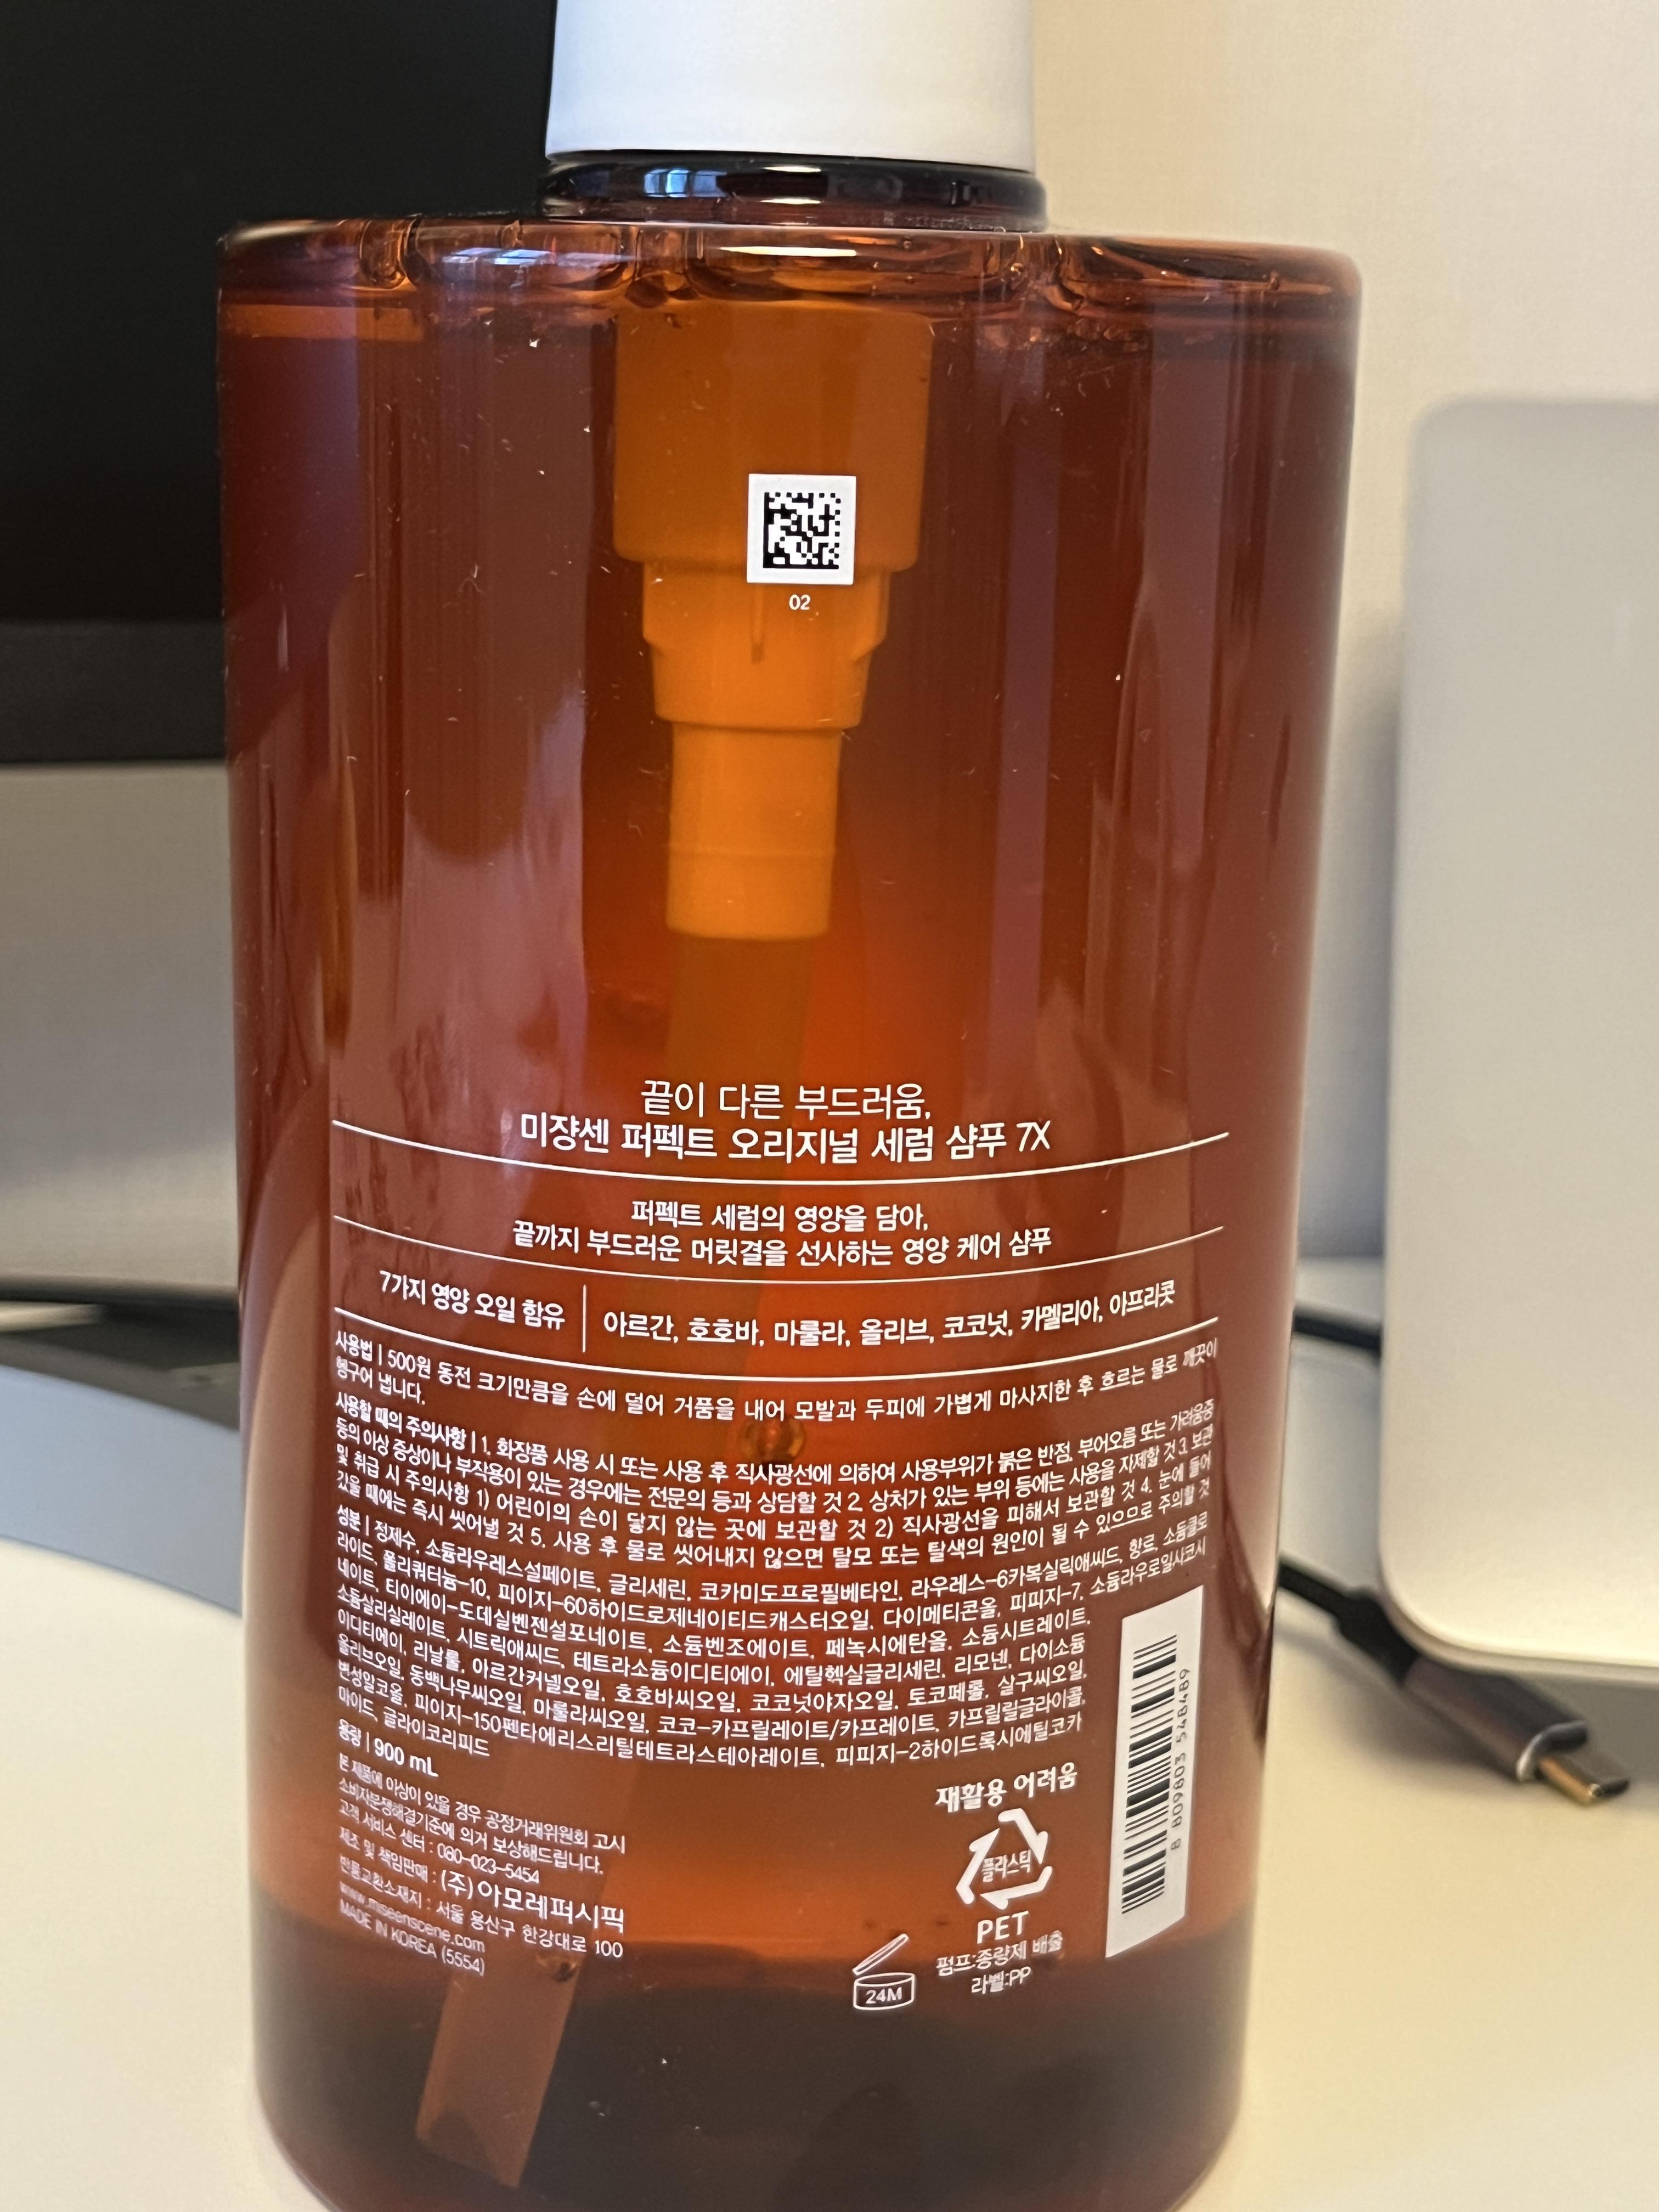 02
끝이 다른 부드러움,
미쟝센 퍼펙트 오리지널 세럼 샴푸 7X
퍼펙트 세럼의 영양을 담아,
끝까지 부드러운 머릿결을 선사하는 영양 케어 샴푸
7가지 영양 오일 함유 | 아르간, 호호바, 마룰라, 올리브, 코코넛, 카멜리아, 아프리콧
사용법 | 500원 동전 크기만큼을 손에 덜어 거품을 내어 모발과 두피에 가볍게 마사지한 후 흐르는 물로 깨끗이
헹구어 냅니다.
사용할 때의 주의사항 | 1. 화장품 사용 시 또는 사용 후 직사광선에 의하여 사용부위가 붉은 반점, 부어오름 또는 가려움증
등의 이상 증상이나 부작용이 있는 경우에는 전문의 등과 상담할 것 2. 상처가 있는 부위 등에는 사용을 자제할 것 3. 보관
및 취급 시 주의사항 1) 어린이의 손이 닿지 않는 곳에 보관할 것 2) 직사광선을 피해서 보관할 것 4. 눈에 들어
갔을 때에는 즉시 씻어낼 것 5. 사용 후 물로 씻어내지 않으면 탈모 또는 탈색의 원인이 될 수 있으므로 주의할 것
성분 | 정제수, 소듐라우레스설페이트, 글리세린, 코카미도프로필베타인, 라우레스-6카복실릭애씨드, 향료, 소듐클로
라이드, 폴리쿼터늄-10, 피이지-60하이드로제네이티드캐스터오일, 다이메티콘올, 피피지-7, 소듐라우로일사코시
네이트, 티이에이-도데실벤젠설포네이트, 소듐벤조에이트, 페녹시에탄올, 소듐시트레이트,
소듐살리실레이트, 시트릭애씨드, 테트라소듐이디티에이, 에틸헥실글리세린, 리모넨, 다이소듐
이디티에이, 리날룰, 아르간커넬오일, 호호바씨오일, 코코넛야자오일, 토코페롤, 살구씨오일,
올리브오일, 동백나무씨오일, 마룰라씨오일, 코코-카프릴레이트/카프레이트, 카프릴릴글라이콜,
변성알코올, 피이지-150펜타에리스리틸테트라스테아레이트, 피피지-2하이드록시에틸코카
마이드, 글라이코리피드
용량 | 900 mL
본 제품에 이상이 있을 경우 공정거래위원회 고시
소비자분쟁해결기준에 의거 보상해드립니다.
고객 서비스 센터 : 080-023-5454
제조 및 책임판매 : (주)아모레퍼시픽
반품교환소재지 : 서울 용산구 한강대로 100
www.miseenscene.com
MADE IN KOREA (5554)
재활용 어려움
플라스틱
PET
펌프:종량제 배출
라벨:PP
24M
8 809803 548489